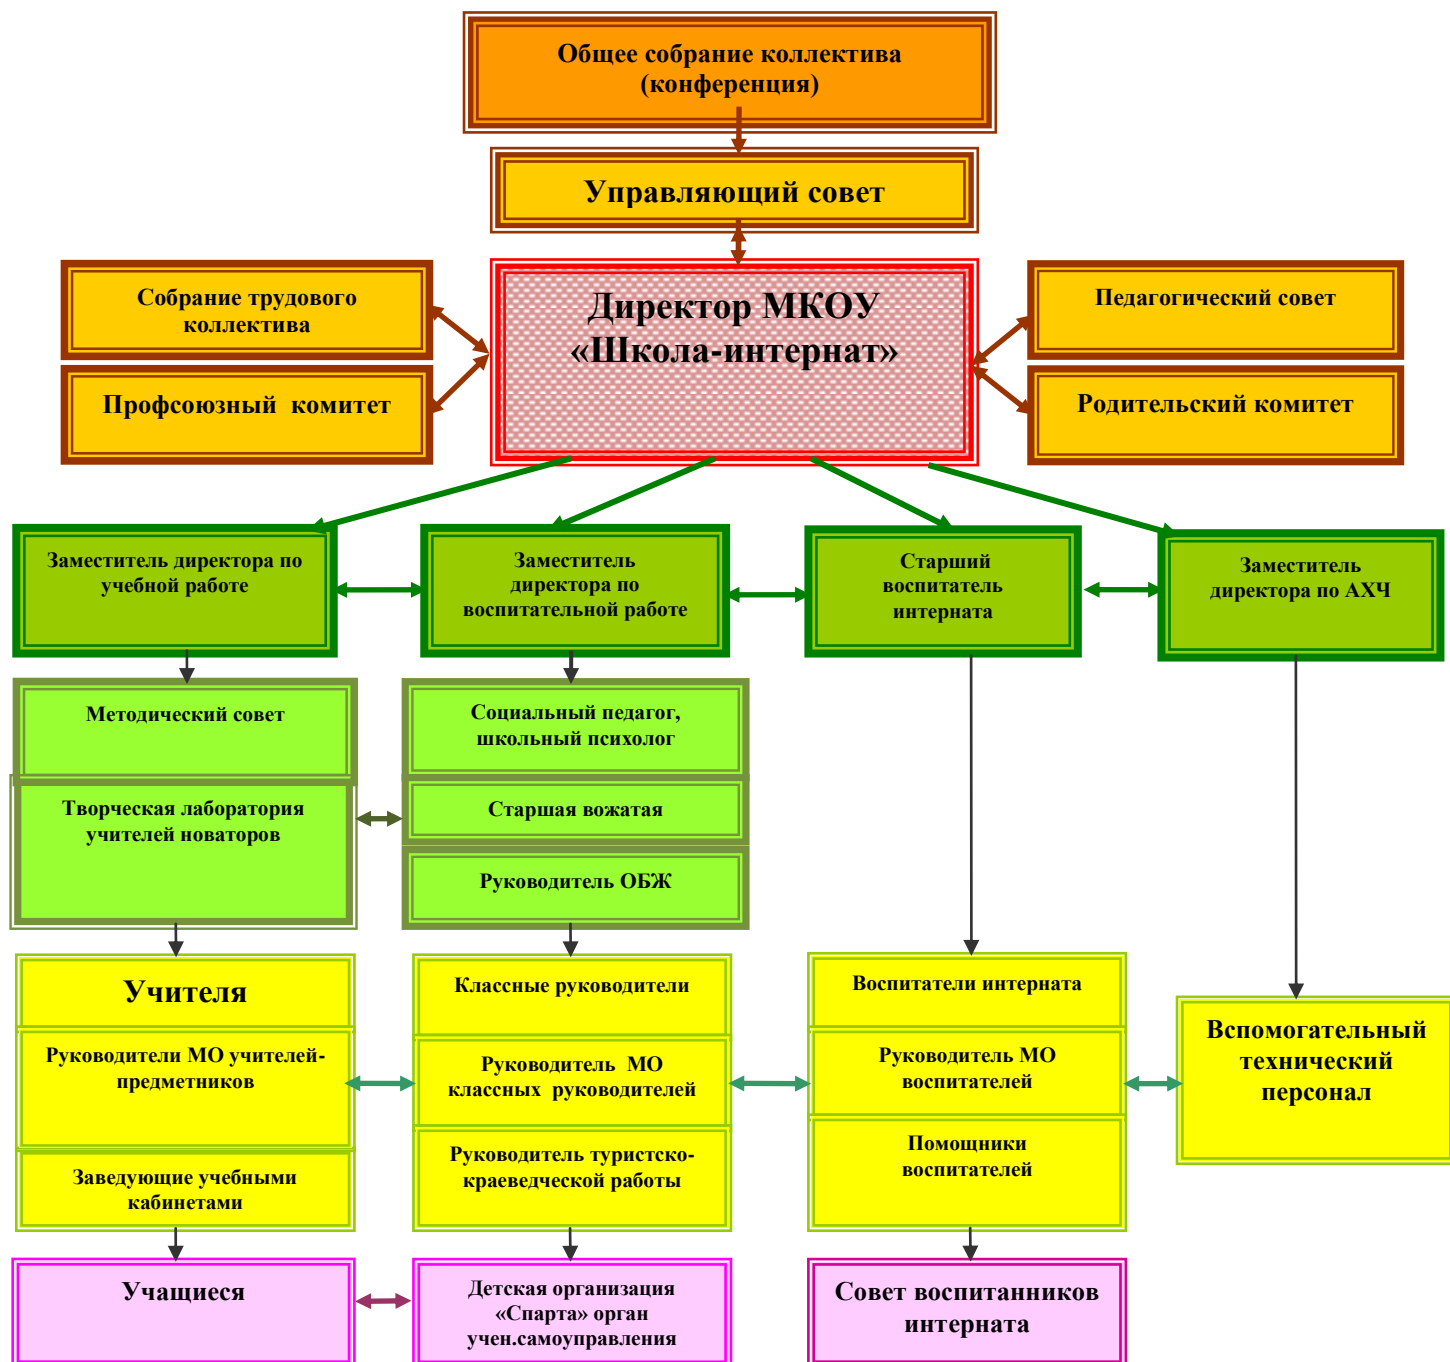 Общее собрание коллектива
(конференция)
Управляющий совет
Собрание трудового
коллектива
Профсоюзный комитет
Директор МКОУ
«Школа-интернат»
Педагогический совет
Родительский комитет
Заместитель директора по
учебной работе
Заместитель
директора по
воспитательной работе
Старший
воспитатель
интерната
Заместитель
директора по АХЧ
Методический совет
Творческая лаборатория
учителей новаторов
Социальный педагог,
школьный психолог
Старшая вожатая
Руководитель ОБЖ
Учителя
Руководители МО учителей-
предметников
Заведующие учебными
кабинетами
Классные руководители
Руководитель МО
классных руководителей
Руководитель туристско-
краеведческой работы
Воспитатели интерната
Руководитель МО
воспитателей
Помощники
воспитателей
Вспомогательный
технический
персонал
Учащиеся
Детская организация
«Спарта» орган
учен.самоуправления
Совет воспитанников
интерната